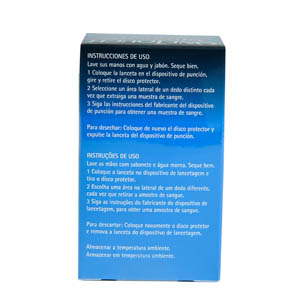 INSTRUCCIONES DE USO
Lave sus manos con agua y jabón. Seque bien.
1 Coloque la lanceta en el dispositivo de punción,
gire y retire el disco protector.
2 Seleccione un área lateral de un dedo distinto cada
vez que extraiga una muestra de sangre.
3 Siga las instrucciones del fabricante del dispositivo
de punción para obtener una muestra de sangre.
Para desechar: Coloque de nuevo el disco protector y
expulse la lanceta del dispositivo de punción.
INSTRUÇÕES DE USO
Lave as mãos com sabonete e água morna. Seque bem.
1 Coloque a lanceta no dispositivo de lancetagem e
tire o disco protetor.
2 Escolha uma área na lateral de um dedo diferente,
cada vez que retirar a amostra de sangue.
3 Siga as instruções do fabricante do dispositivo de
lancetagem, para obter uma amostra de sangue.
Para descartar: Coloque novamente o disco protetor
e remova a lanceta do dispositivo de lancetagem.
Almacenar a temperatura ambiente.
Armazenar em temperatura ambiente.